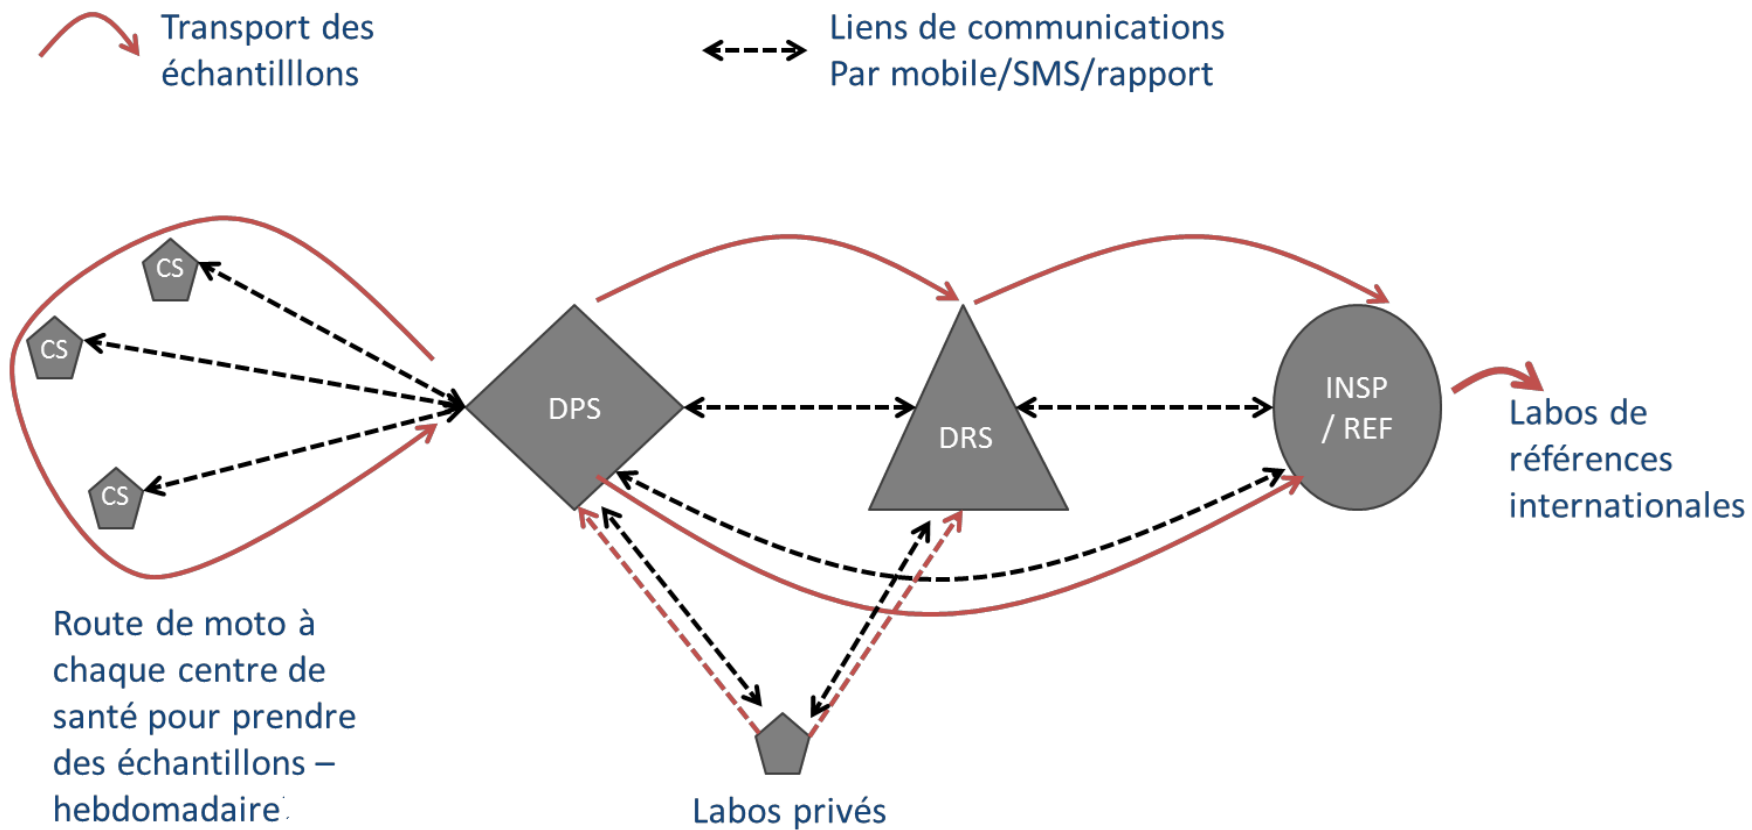 Transport des
échantilllons
Liens de communications
Par mobile/SMS/rapport
CS
CS
CS
DPS
DRS
INSP
/ REF
Labos de
références
internationales
Route de moto à
chaque centre de
santé pour prendre
des échantillons –
hebdomadaire
Labos privés